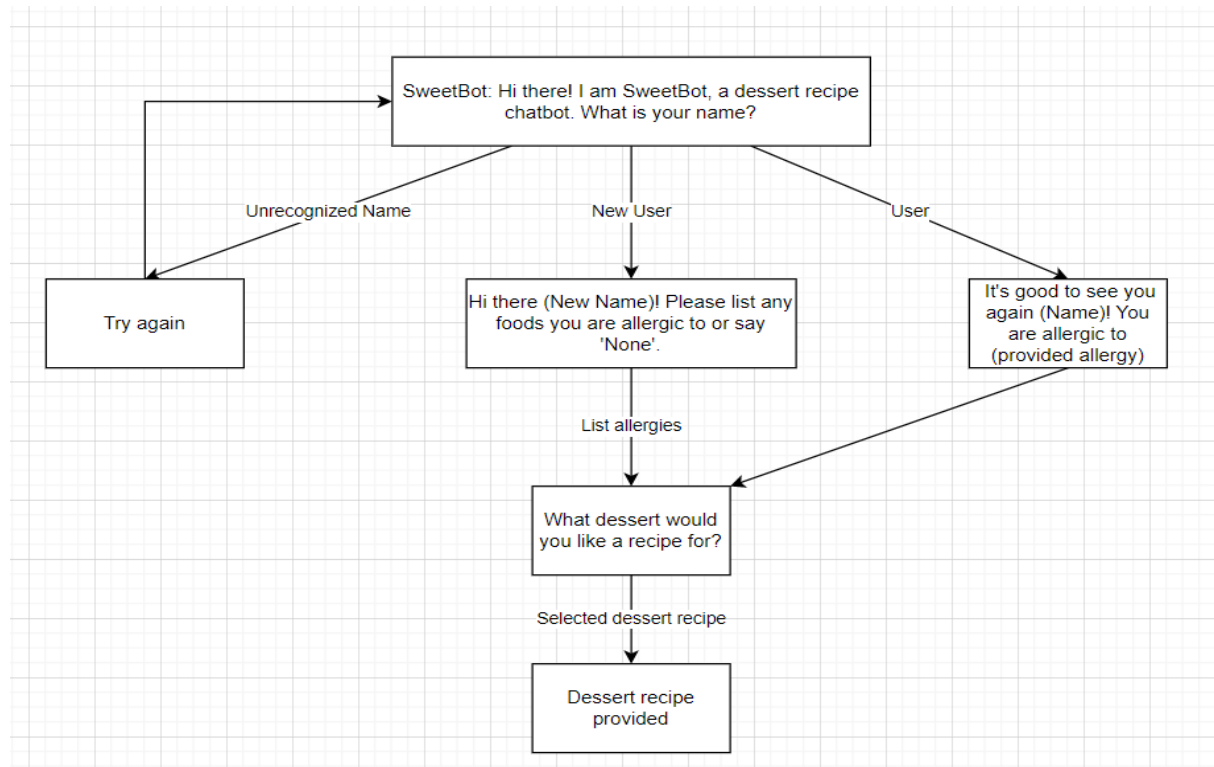 SweetBot: Hi there! I am SweetBot, a dessert recipe
chatbot. What is your name?
Unrecognized Name
New User
User
Try again
Hi there (New Name)! Please list any
foods you are allergic to or say
'None'.
It's good to see you
again (Name)! You
are allergic to
(provided allergy)
List allergies
What dessert would
you like a recipe for?
Selected dessert recipe
Dessert recipe
provided